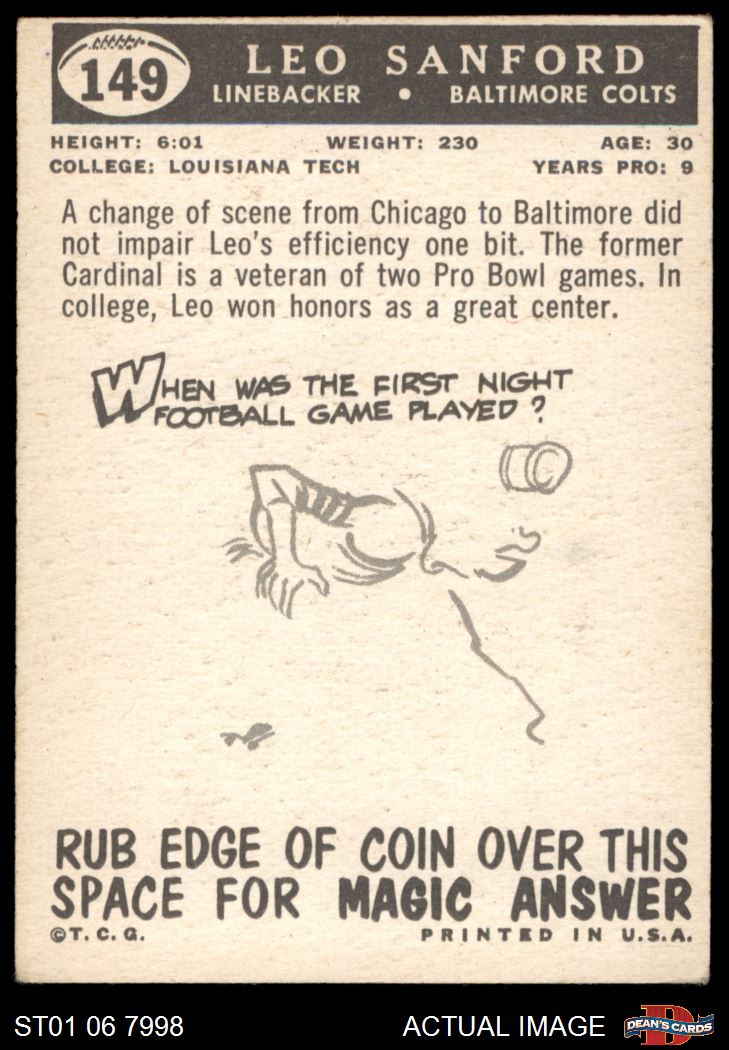 149
LEO SANFORD
LINEBACKER • BALTIMORE COLTS
HEIGHT: 6:01 WEIGHT: 230 AGE: 30
COLLEGE: LOUISIANA TECH YEARS PRO: 9
A change of scene from Chicago to Baltimore did
not impair Leo's efficiency one bit. The former
Cardinal is a veteran of two Pro Bowl games. In
college, Leo won honors as a great center.
WHEN WAS THE FIRST NIGHT
FOOTBALL GAME PLAYED?
RUB EDGE OF COIN OVER THIS
SPACE FOR MAGIC ANSWER
©T. C. G. PRINTED IN U.S.A.
ST01 06 7998 ACTUAL IMAGE DEAN'S CARDS